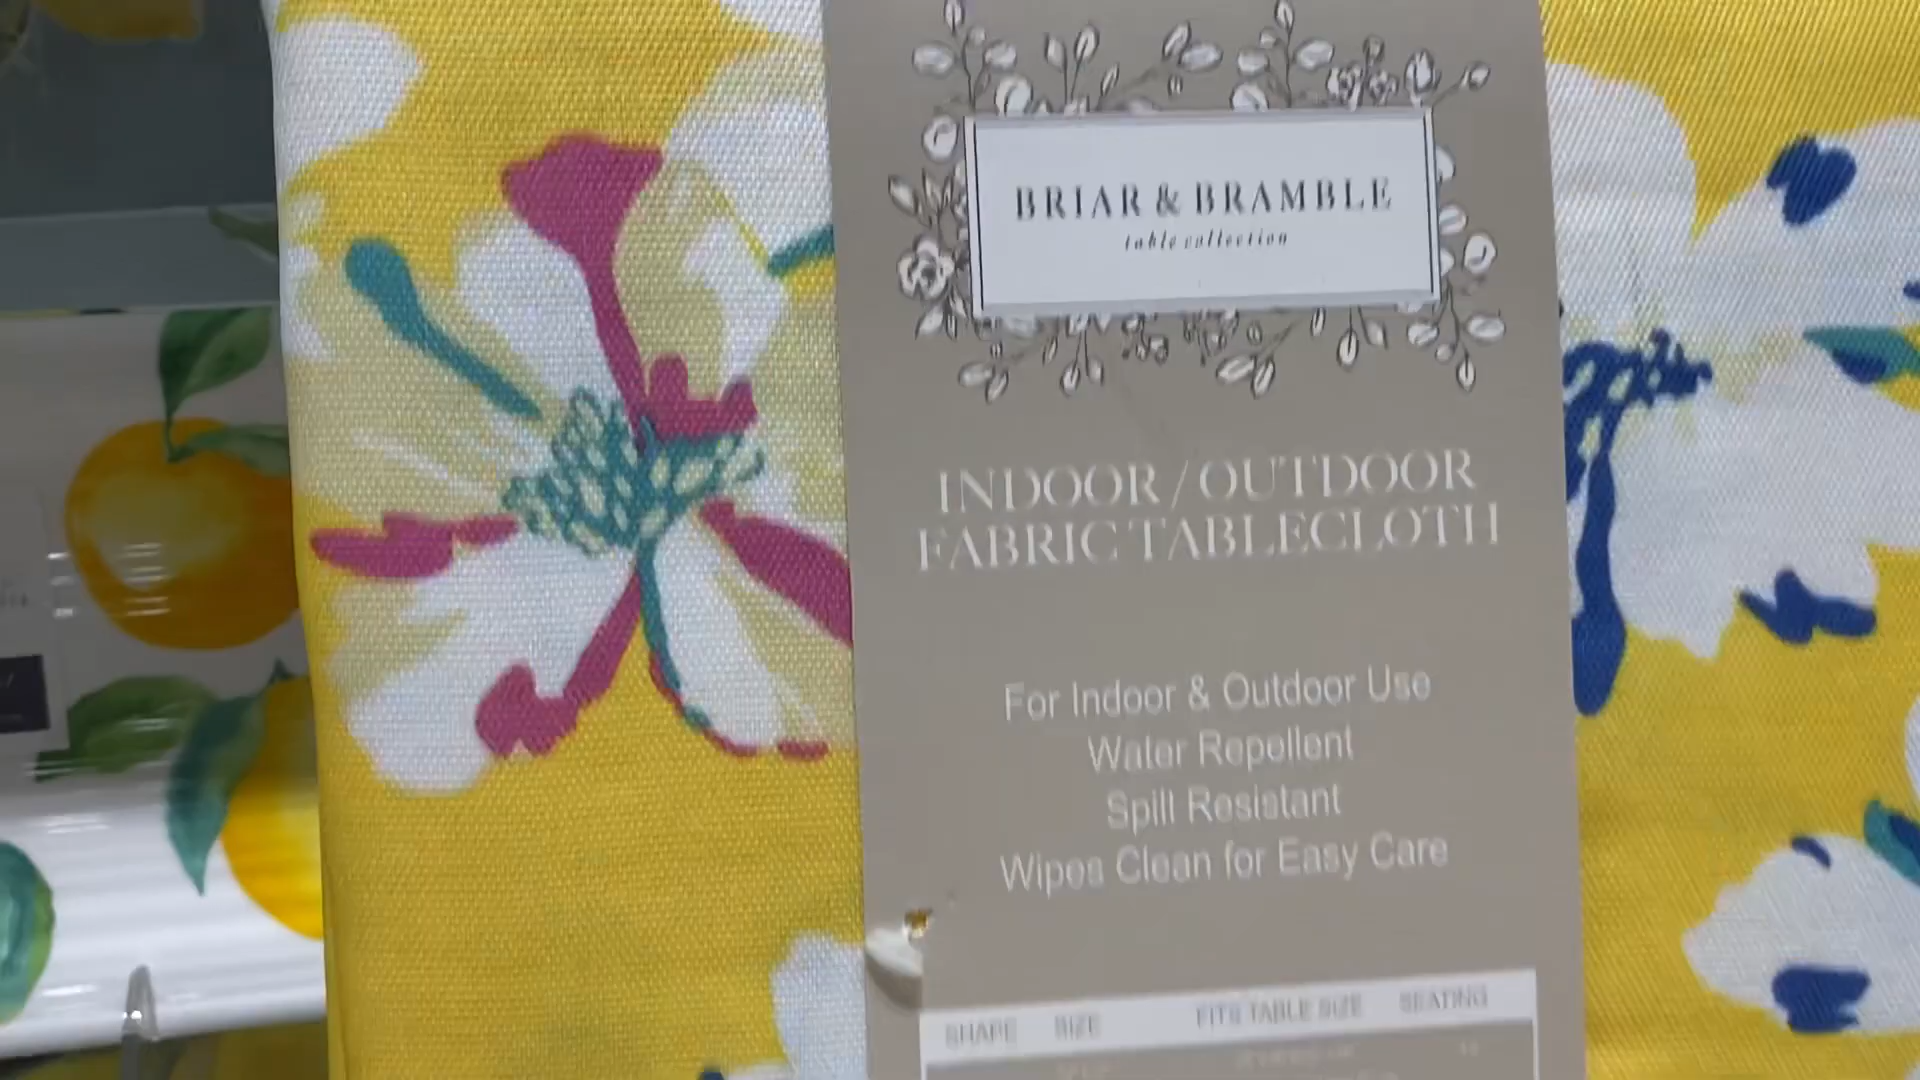 BRIAR & BRAMBLE
table collection
INDOOR / OUTDOOR
FABRIC TABLECLOTH
For Indoor & Outdoor Use
Water Repellent
Spill Resistant
Wipes Clean for Easy Care
SHAPE SIZE FITS TABLE SIZE SEATING